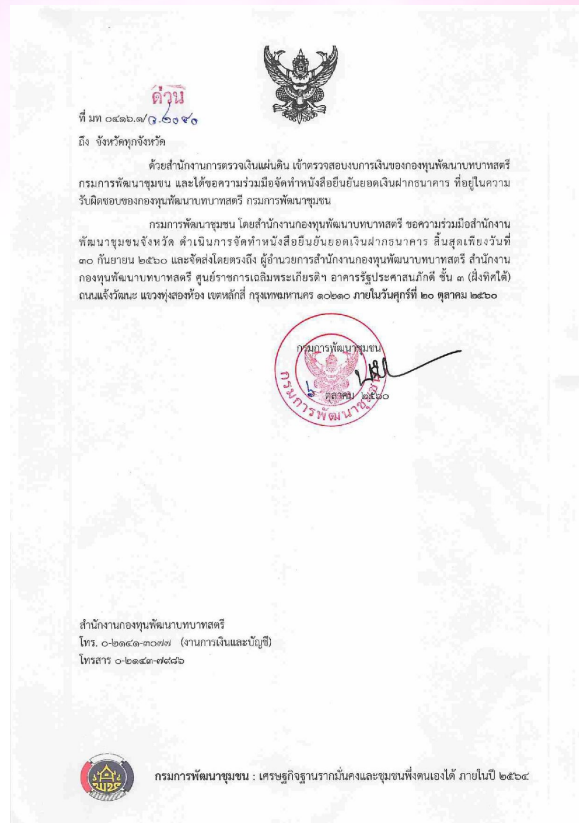 ด่วน
ที่ มท ๐๔๑๖.๑/ว.๒๐๔๐
ถึง จังหวัดทุกจังหวัด
ด้วยสำนักงานการตรวจเงินแผ่นดิน เข้าตรวจสอบงบการเงินของกองทุนพัฒนาบทบาทสตรี
กรมการพัฒนาชุมชน และได้ขอความร่วมมือจัดทำหนังสือยืนยันยอดเงินฝากธนาคาร ที่อยู่ในความ
รับผิดชอบของกองทุนพัฒนาบทบาทสตรี กรมการพัฒนาชุมชน
กรมการพัฒนาชุมชน โดยสำนักงานกองทุนพัฒนาบทบาทสตรี ขอความร่วมมือสำนักงาน
พัฒนาชุมชนจังหวัด ดำเนินการจัดทำหนังสือยืนยันยอดเงินฝากธนาคาร สิ้นสุดเพียงวันที่
๓๐ กันยายน ๒๕๖๐ และจัดส่งโดยตรงถึง ผู้อำนวยการสำนักงานกองทุนพัฒนาบทบาทสตรี สำนักงาน
กองทุนพัฒนาบทบาทสตรี ศูนย์ราชการเฉลิมพระเกียรติฯ อาคารรัฐประศาสนภักดี ชั้น ๓ (ฝั่งทิศใต้)
ถนนแจ้งวัฒนะ แขวงทุ่งสองห้อง เขตหลักสี่ กรุงเทพมหานคร ๑๐๒๑๐ ภายในวันศุกร์ที่ ๒๐ ตุลาคม ๒๕๖๐
กรมการพัฒนาชุมชน
๖ ตุลาคม ๒๕๖๐
กรมการพัฒนาชุมชน
สำนักงานกองทุนพัฒนาบทบาทสตรี
โทร. ๐-๒๑๔๑-๓๐๗๗ (งานการเงินและบัญชี)
โทรสาร ๐-๒๑๔๓-๗๙๘๖
กรมการพัฒนาชุมชน : เศรษฐกิจฐานรากมั่นคงและชุมชนพึ่งตนเองได้ ภายในปี ๒๕๖๔